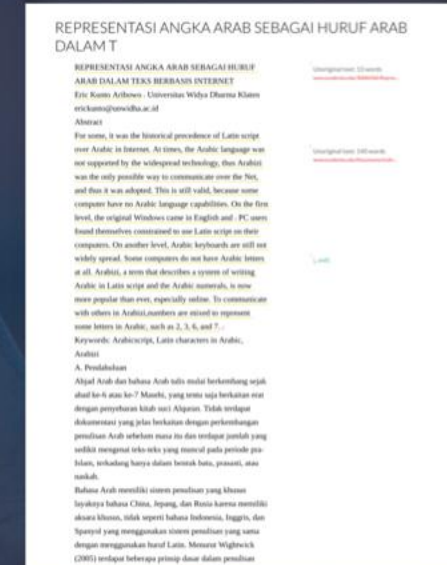 REPRESENTASI ANGKA ARAB SEBAGAI HURUF ARAB
DALAM T
REPRESENTASI ANGKA ARAB SEBAGAI HURUF
ARAB DALAM TEKS BERBASIS INTERNET
Eric Kunto Aribowo . Universitas Widya Dharma Klaten
erickunto@unwidha.ac.id
Abstract
For some, it was the historical precedence of Latin script
over Arabic in Internet. At times, the Arabic language was
not supported by the widespread technology, thus Arabizi
was the only possible way to communicate over the Net,
and thus it was adopted. This is still valid, because some
computer have no Arabic language capabilities. On the first
level, the original Windows came in English and . PC users
found themselves constrained to use Latin script on their
computers. On another level, Arabic keyboards are still not
widely spread. Some computers do not have Arabic letters
at all. Arabizi, a term that describes a system of writing
Arabic in Latin script and the Arabic numerals, is now
more popular than ever, especially online. To communicate
with others in Arabizi,numbers are mixed to represent
some letters in Arabic, such as 2, 3, 6, and 7. .
Keywords: Arabicscript, Latin characters in Arabic,
Arabizi
A. Pendahuluan
Abjad Arab dan bahasa Arab tulis mulai berkembang sejak
abad ke-6 atau ke-7 Masehi, yang tentu saja berkaitan erat
dengan penyebaran kitab suci Alquran. Tidak terdapat
dokumentasi yang jelas berkaitan dengan perkembangan
penulisan Arab sebelum masa itu dan terdapat jumlah yang
sedikit mengenai teks-teks yang muncul pada periode pra-
Islam, terkadang hanya dalam bentuk batu, prasasti, atau
naskah.
Bahasa Arab memiliki sistem penulisan yang khusus
layaknya bahasa China, Jepang, dan Rusia karena memiliki
aksara khusus, tidak seperti bahasa Indonesia, Inggris, dan
Spanyol yang menggunakan sistem penulisan yang sama
dengan menggunakan huruf Latin. Menurut Wightwick
(2005) terdapat beberapa prinsip dasar dalam penulisan